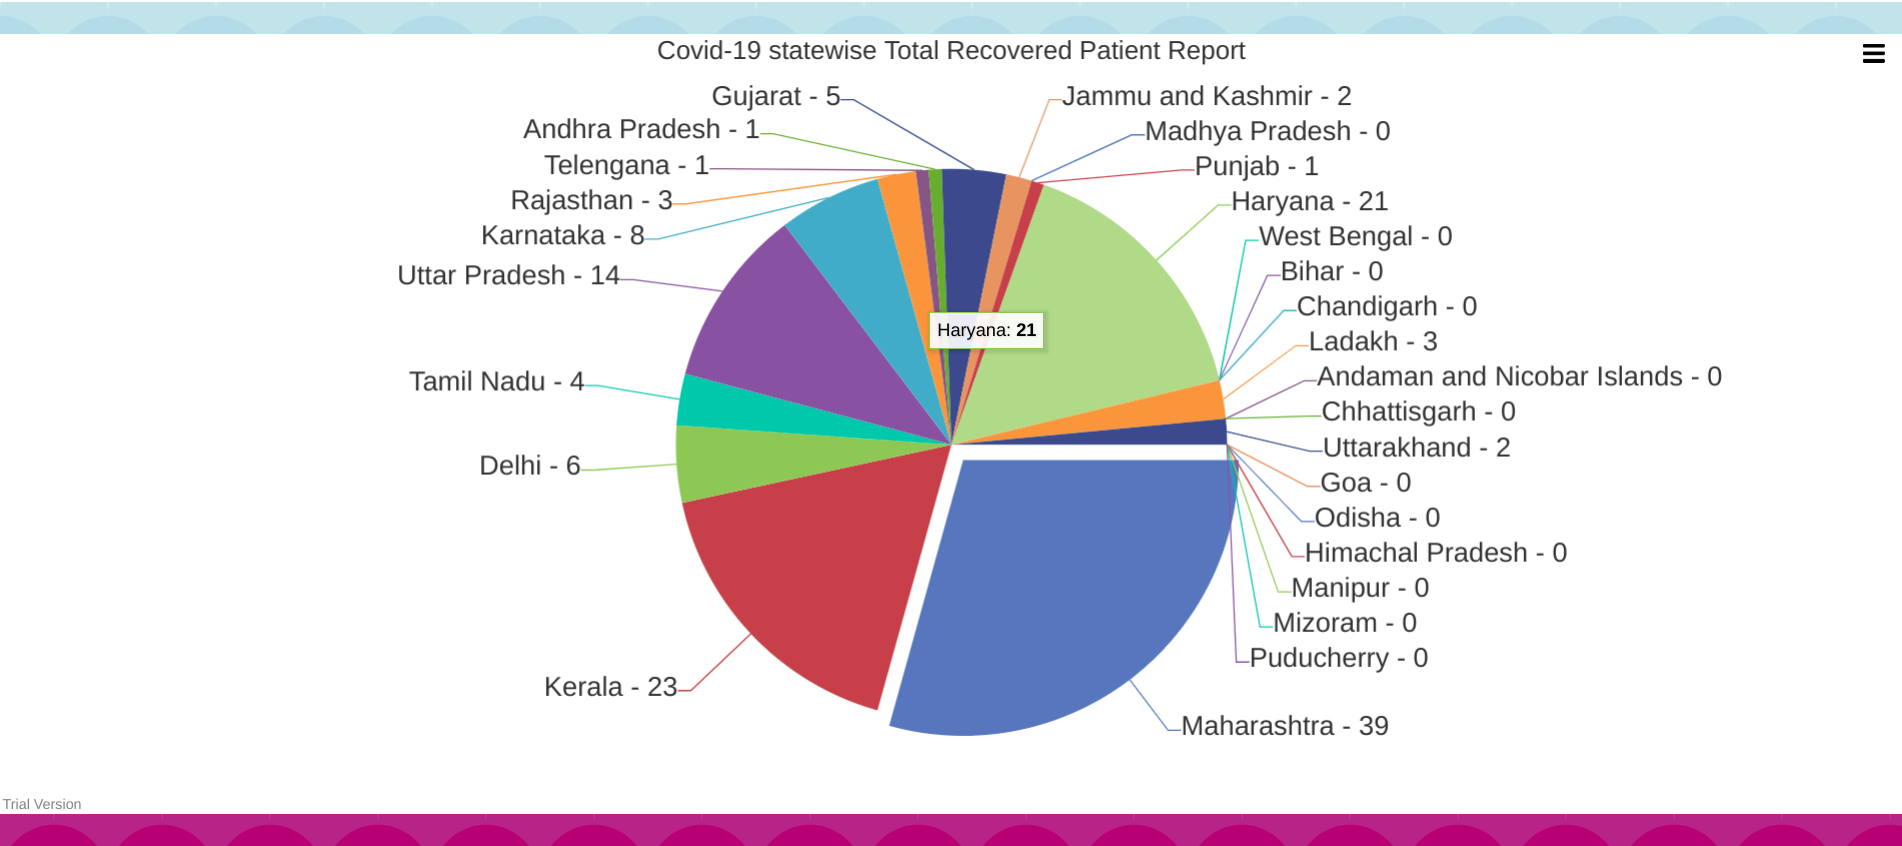 Covid-19 statewise Total Recovered Patient Report
Gujarat - 5
Jammu and Kashmir - 2
Andhra Pradesh - 1
Madhya Pradesh - 0
Telengana - 1
Punjab - 1
Rajasthan - 3
Haryana - 21
Karnataka - 8
West Bengal - 0
Uttar Pradesh - 14
Bihar - 0
Chandigarh - 0
Haryana: 21
Ladakh - 3
Tamil Nadu - 4
Andaman and Nicobar Islands - 0
Chhattisgarh - 0
Uttarakhand - 2
Delhi - 6
Goa - 0
Odisha - 0
Himachal Pradesh - 0
Manipur - 0
Mizoram - 0
Puducherry - 0
Kerala - 23
Maharashtra - 39
Trial Version